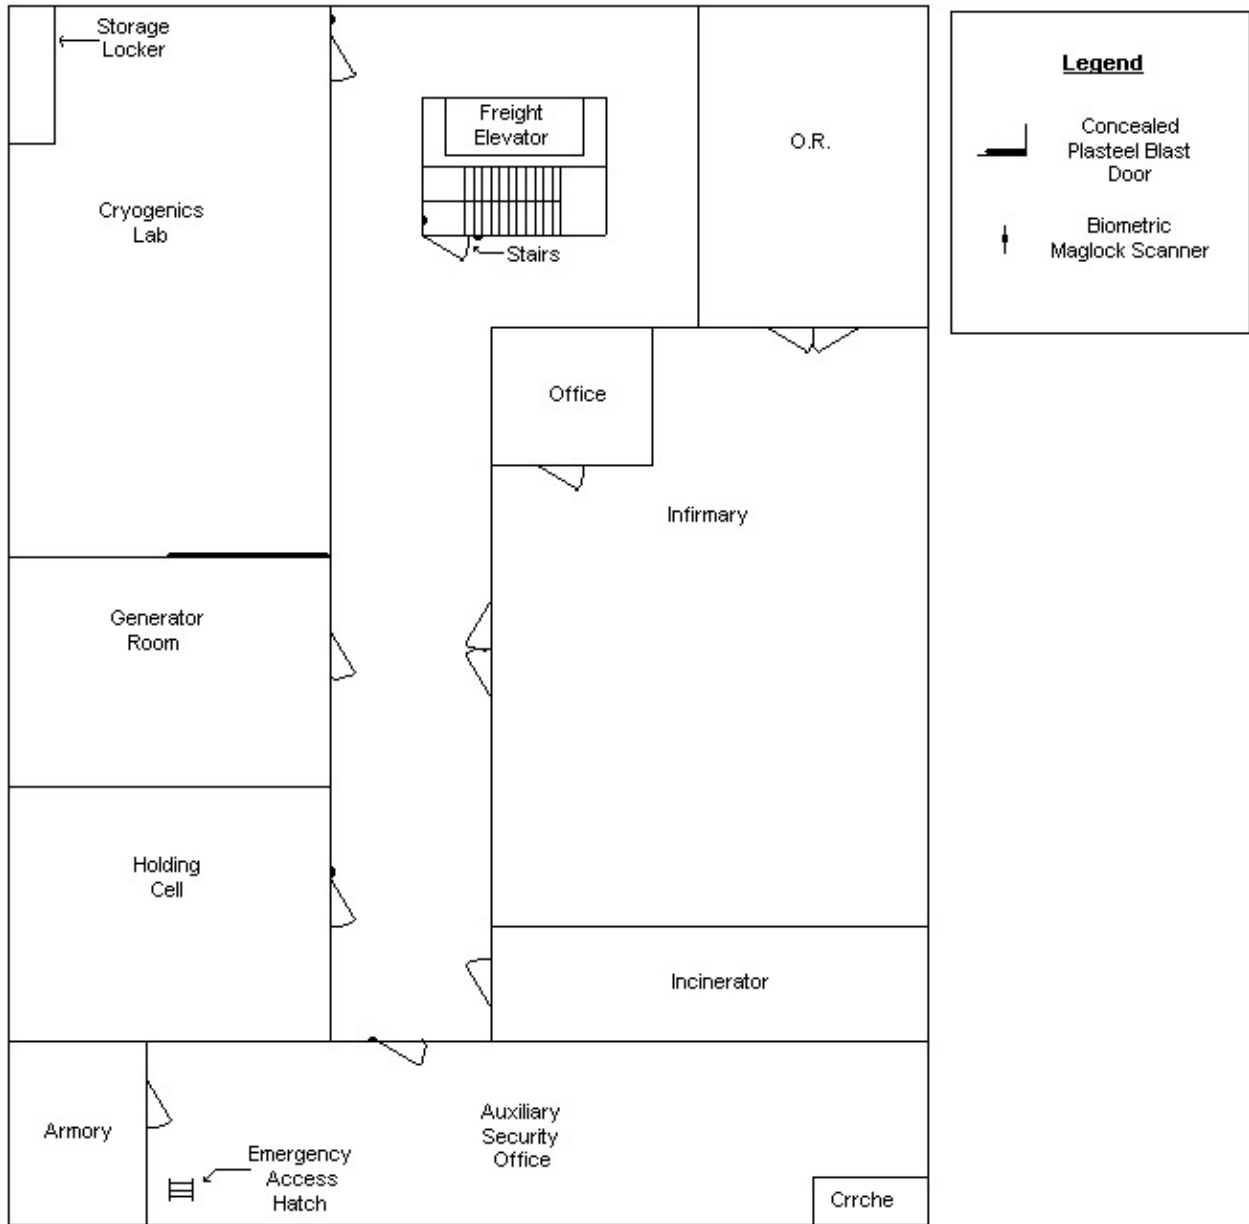 Storage
Locker
Freight
Elevator
O.R.
Legend
Concealed
Plasteel Blast
Door
Biometric
Maglock Scanner
Cryogenics
Lab
Stairs
Office
Infirmary
Generator
Room
Holding
Cell
Incinerator
Armory
Auxiliary
Security
Office
Emergency
Access
Hatch
Crrche